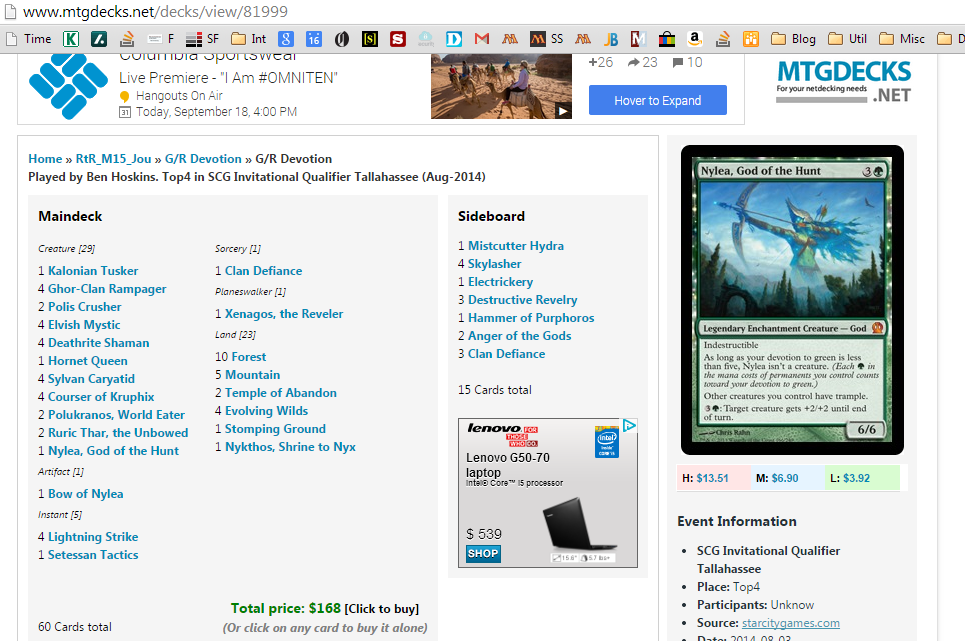 www.mtgdecks.net/decks/view/81999
Time
F
SF
Int
SS
Blog
Util
Misc
Columbia Sportswear
Live Premiere - "I Am #OMNITEN"
Hangouts On Air
Today, September 18, 4:00 PM
+26 23 10
Hover to Expand
MTGDECKS
For your netdecking needs .NET
Home » RtR_M15_Jou » G/R Devotion » G/R Devotion
Played by Ben Hoskins. Top4 in SCG Invitational Qualifier Tallahassee (Aug-2014)
Maindeck
Creature [29]
1 Kalonian Tusker
4 Ghor-Clan Rampager
2 Polis Crusher
4 Elvish Mystic
4 Deathrite Shaman
1 Hornet Queen
4 Sylvan Caryatid
4 Courser of Kruphix
2 Polukranos, World Eater
2 Ruric Thar, the Unbowed
1 Nylea, God of the Hunt
Artifact [1]
1 Bow of Nylea
Instant [5]
4 Lightning Strike
1 Setessan Tactics
60 Cards total
Sorcery [1]
1 Clan Defiance
Planeswalker [1]
1 Xenagos, the Reveler
Land [23]
10 Forest
5 Mountain
2 Temple of Abandon
4 Evolving Wilds
1 Stomping Ground
1 Nykthos, Shrine to Nyx
Total price: $168 [Click to buy]
(Or click on any card to buy it alone)
Sideboard
1 Mistcutter Hydra
4 Skylasher
1 Electrickery
3 Destructive Revelry
1 Hammer of Purphoros
2 Anger of the Gods
3 Clan Defiance
15 Cards total
lenovo FOR THOSE WHO DO.
Lenovo G50-70
laptop
Intel® Core™ i5 processor
$ 539
SHOP
15.6"
Nylea, God of the Hunt 3
Legendary Enchantment Creature — God
Indestructible
As long as your devotion to green is less
than five, Nylea isn't a creature. (Each in
the mana costs of permanents you control counts
toward your devotion to green.)
Other creatures you control have trample.
3: Target creature gets +2/+2 until end
of turn.
Chris Rahn
6/6
H: $13.51 M: $6.90 L: $3.92
Event Information
SCG Invitational Qualifier
Tallahassee
Place: Top4
Participants: Unknow
Source: starcitygames.com
Date: 2014-08-03